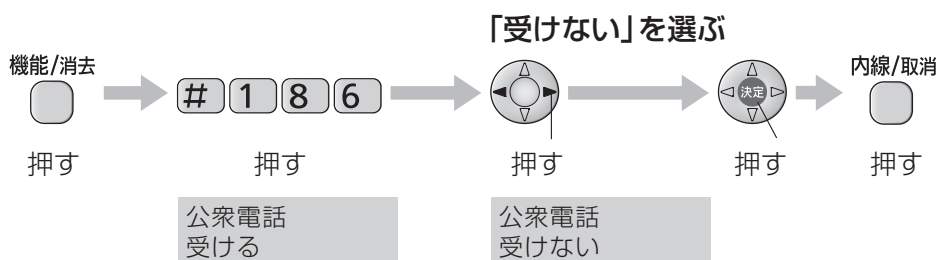 「受けない」を選ぶ
機能/消去
# 1 8 6
決定
内線/取消
押す
押す
押す
押す
押す
公衆電話
受ける
公衆電話
受けない